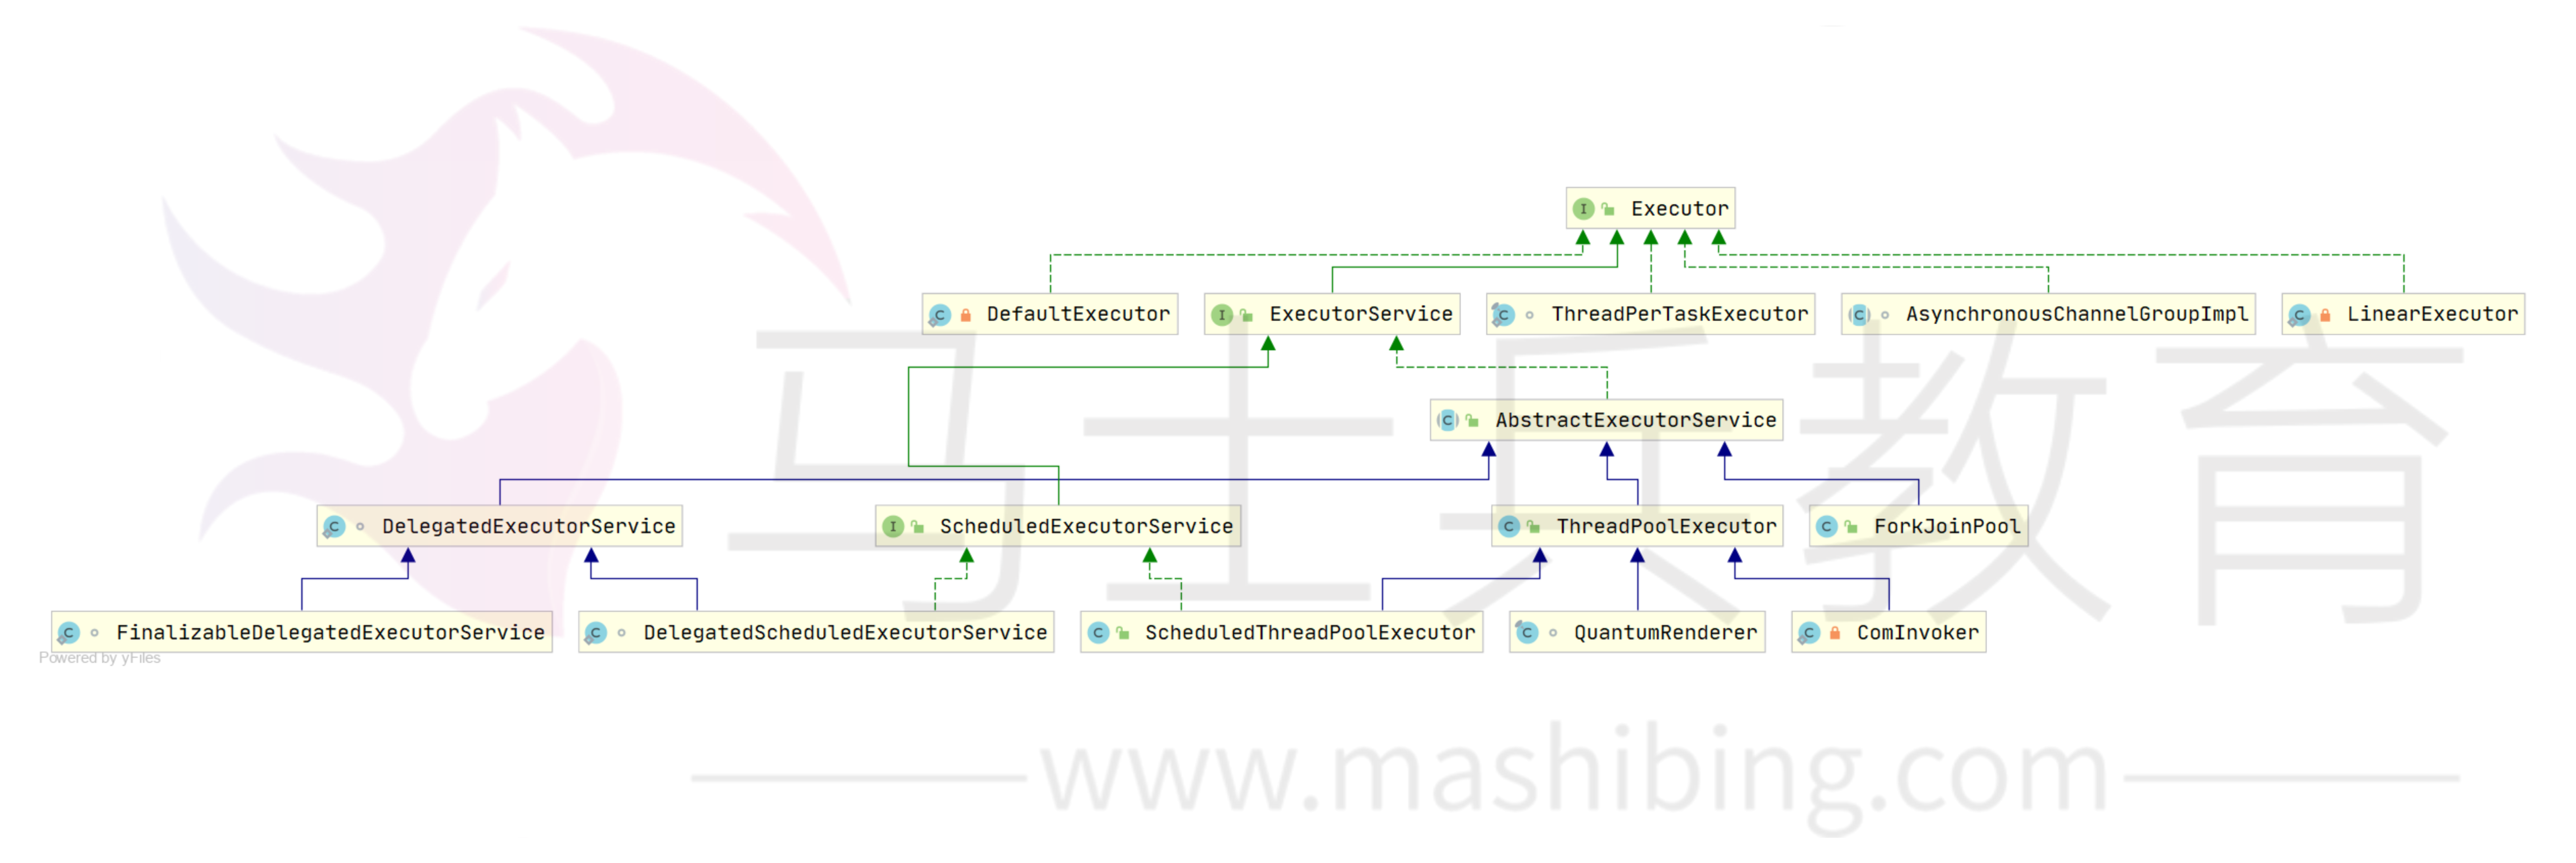 Executor
DefaultExecutor
ExecutorService
ThreadPerTaskExecutor
AsynchronousChannelGroupImpl
LinearExecutor
AbstractExecutorService
DelegatedExecutorService
ScheduledExecutorService
ThreadPoolExecutor
ForkJoinPool
FinalizableDelegatedExecutorService
DelegatedScheduledExecutorService
ScheduledThreadPoolExecutor
QuantumRenderer
ComInvoker
Powered by yFiles
马士兵教育
www.mashibing.com